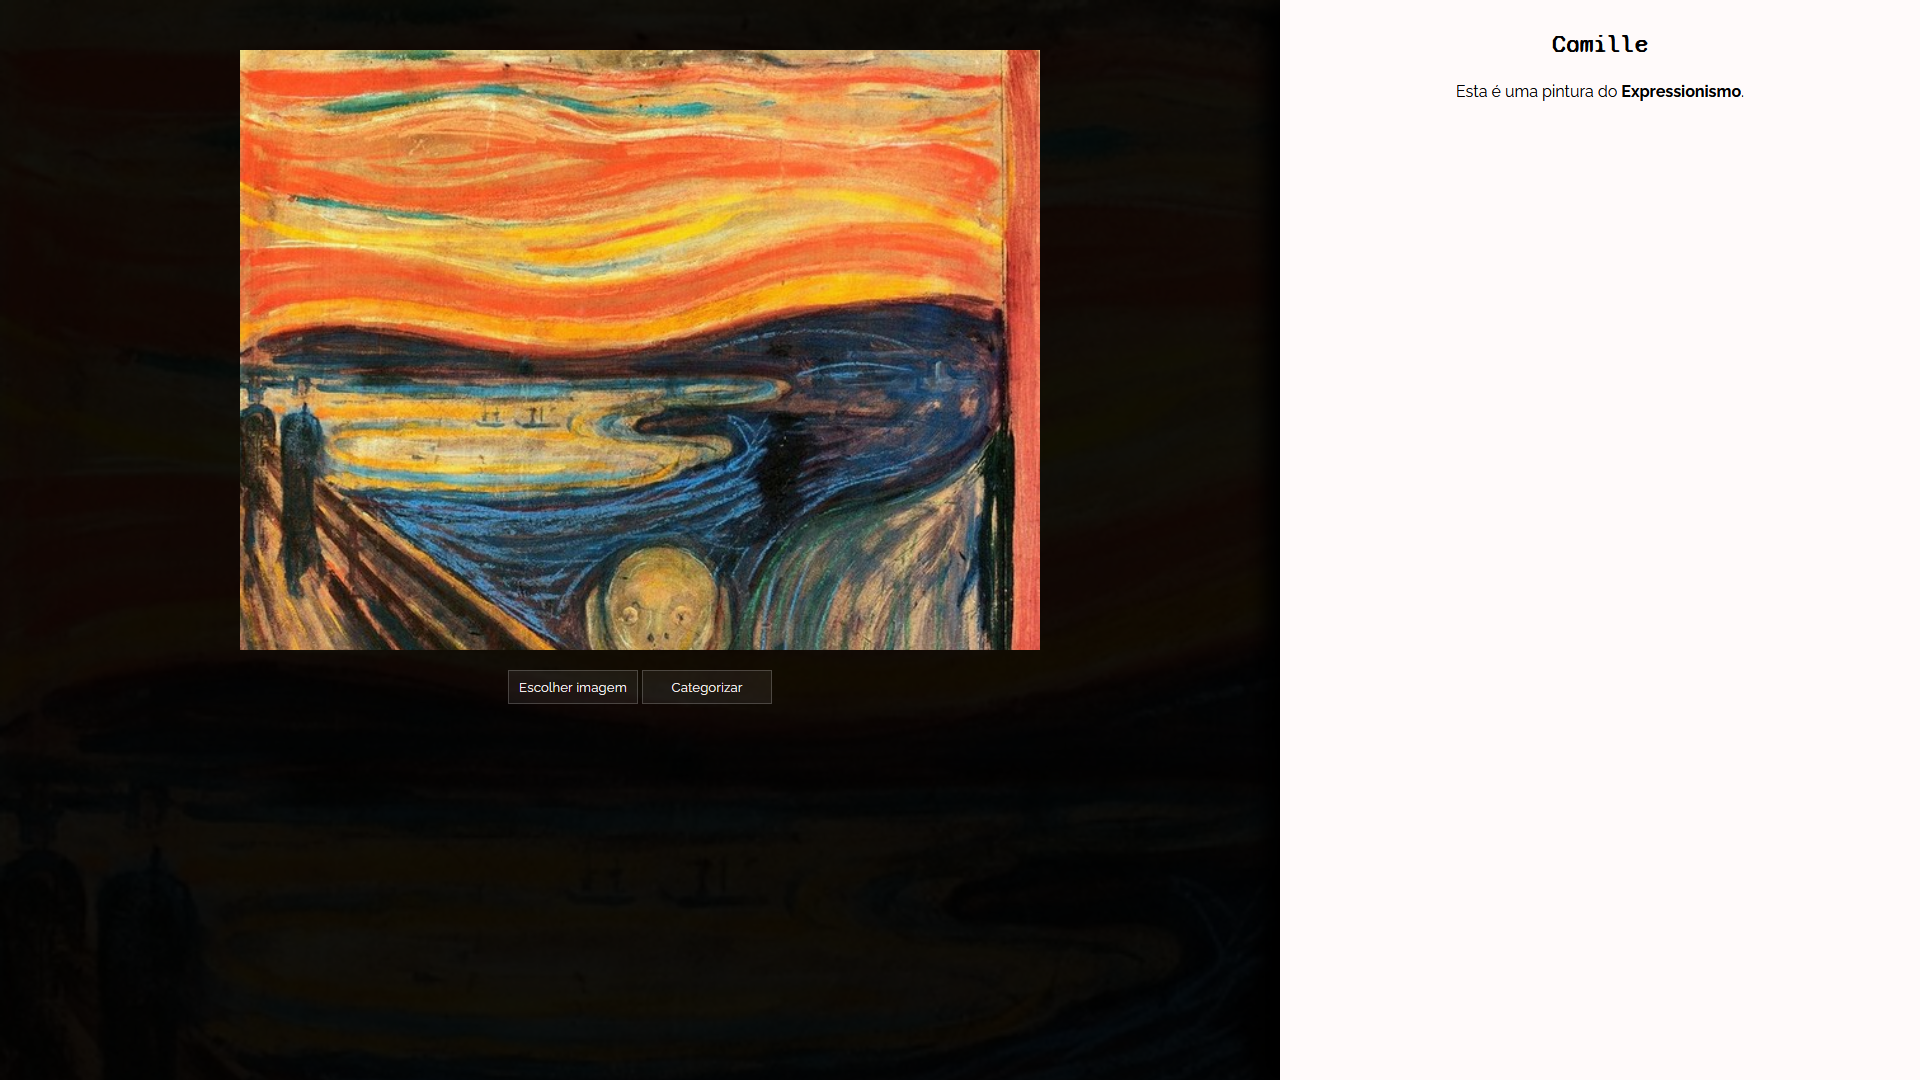 Camille
Esta é uma pintura do Expressionismo.
Escolher imagem
Categorizar